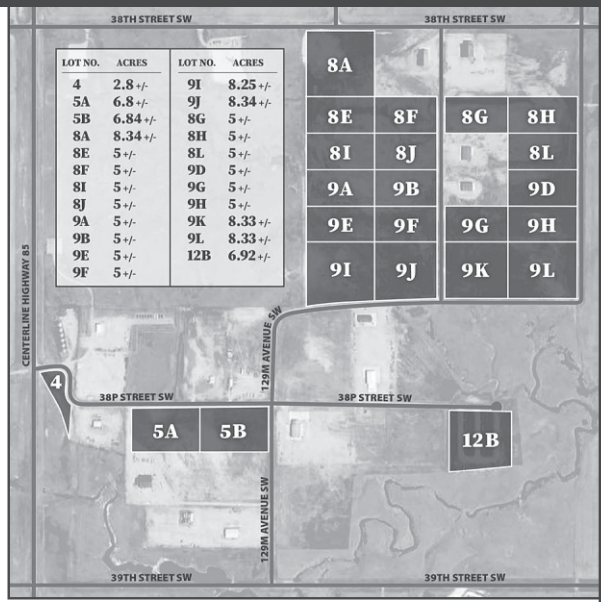 38TH STREET SW 38TH STREET SW
LOT NO. ACRES LOT NO. ACRES
4 2.8 +/- 9I 8.25 +/-
5A 6.8 +/- 9J 8.34 +/-
5B 6.84 +/- 8G 5 +/-
8A 8.34 +/- 8H 5 +/-
8E 5 +/- 8L 5 +/-
8F 5 +/- 9D 5 +/-
8I 5 +/- 9G 5 +/-
8J 5 +/- 9H 5 +/-
9A 5 +/- 9K 8.33 +/-
9B 5 +/- 9L 8.33 +/-
9E 5 +/- 12B 6.92 +/-
9F 5 +/-
8A
8E 8F 8G 8H
8I 8J 8L
9A 9B 9D
9E 9F 9G 9H
9I 9J 9K 9L
CENTERLINE HIGHWAY 85
129M AVENUE SW
4
38P STREET SW 38P STREET SW
5A 5B 12B
129M AVENUE SW
39TH STREET SW 39TH STREET SW